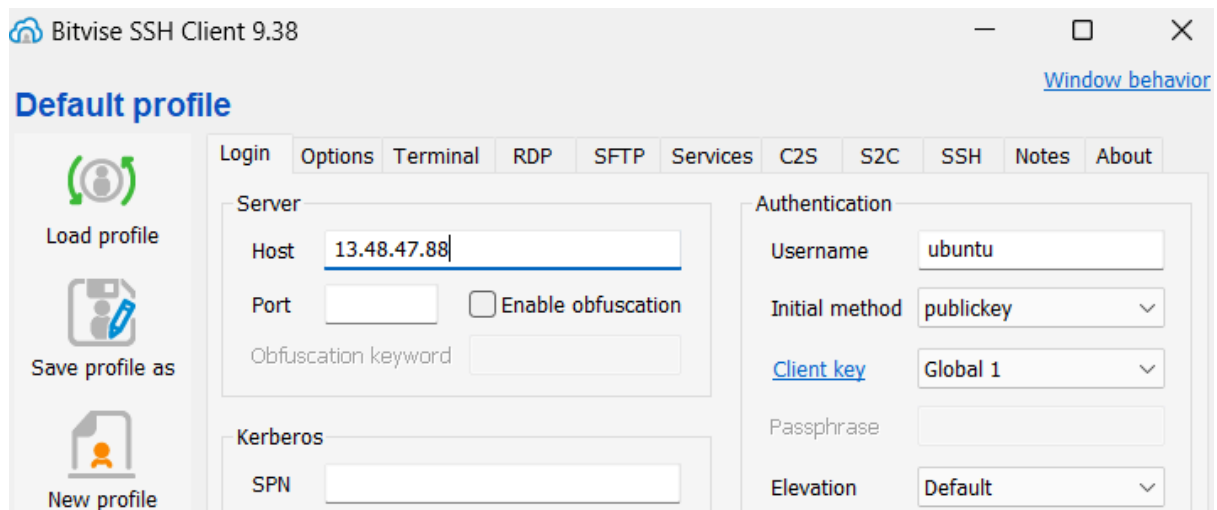 Bitvise SSH Client 9.38
Window behavior
Default profile
Load profile
Save profile as
New profile
Login Options Terminal RDP SFTP Services C2S S2C SSH Notes About
Server
Host 13.48.47.88
Port Enable obfuscation
Obfuscation keyword
Kerberos
SPN
Authentication
Username ubuntu
Initial method publickey
Client key Global 1
Passphrase
Elevation Default